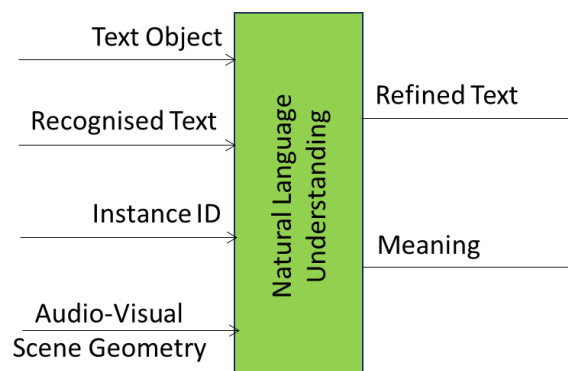 Text Object
Recognised Text
Instance ID
Audio-Visual
Scene Geometry
Natural Language
Understanding
Refined Text
Meaning